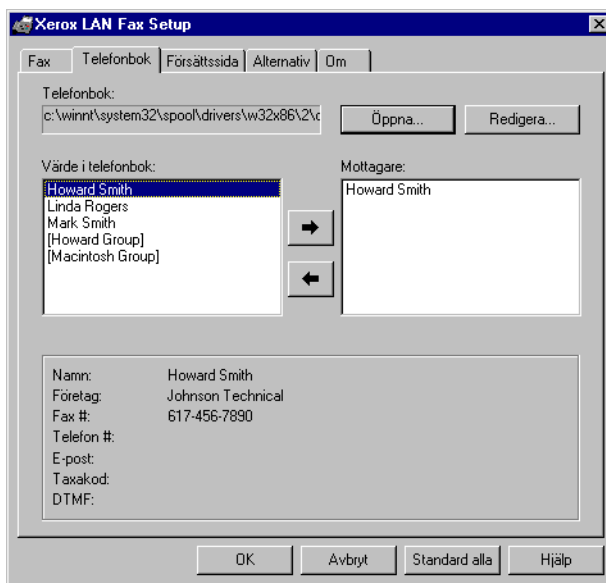 Xerox LAN Fax Setup
Fax Telefonbok Försättssida Alternativ Om
Telefonbok:
c:\winnt\system32\spool\drivers\w32x86\2\c Öppna... Redigera...
Värde i telefonbok: Mottagare:
Howard Smith Howard Smith
Linda Rogers
Mark Smith
[Howard Group]
[Macintosh Group]
Namn: Howard Smith
Företag: Johnson Technical
Fax #: 617-456-7890
Telefon #:
E-post:
Taxakod:
DTMF:
OK Avbryt Standard alla Hjälp